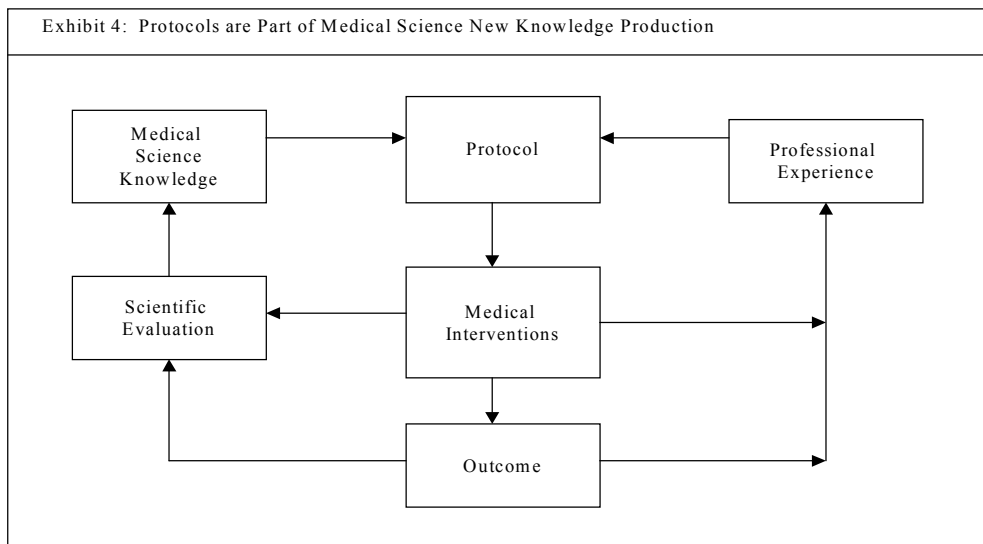 Exhibit 4: Protocols are Part of Medical Science New Knowledge Production
Medical
Science
Knowledge
Protocol
Professional
Experience
Scientific
Evaluation
Medical
Interventions
Outcome